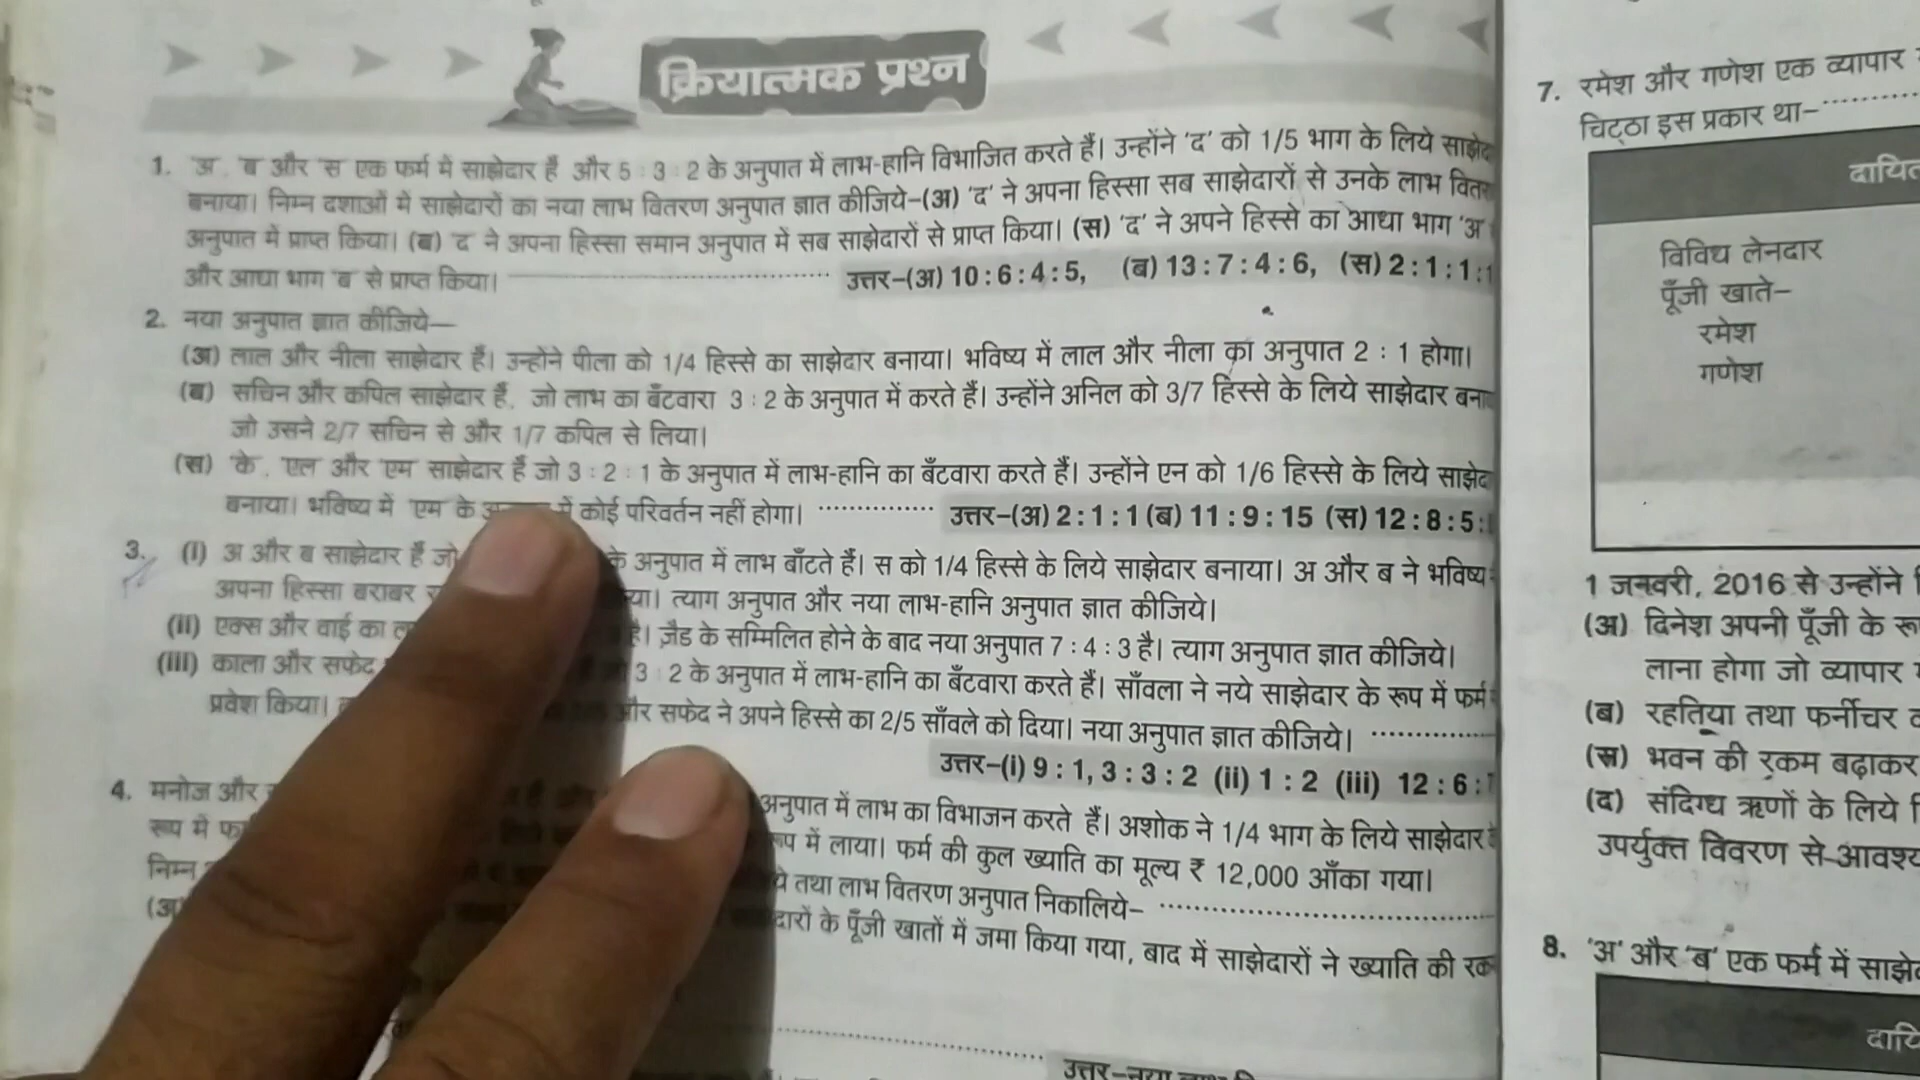 क्रियात्मक प्रश्न
1. 'अ', 'ब' और 'स' एक फर्म में साझेदार हैं और 5 : 3 : 2 के अनुपात में लाभ-हानि विभाजित करते हैं। उन्होंने 'द' को 1/5 भाग के लिये
बनाया। निम्न दशाओं में साझेदारों का नया लाभ वितरण अनुपात ज्ञात कीजिये–(अ) 'द' ने अपना हिस्सा सब साझेदारों से उनके लाभ
अनुपात में प्राप्त किया। (ब) 'द' ने अपना हिस्सा समान अनुपात में सब साझेदारों से प्राप्त किया। (स) 'द' ने अपने हिस्से का आधा भाग 'अ'
और आधा भाग 'ब' से प्राप्त किया। उत्तर–(अ) 10 : 6 : 4 : 5, (ब) 13 : 7 : 4 : 6, (स) 2 : 1 : 1 : 1
2. नया अनुपात ज्ञात कीजिये—
(अ) लाल और नीला साझेदार हैं। उन्होंने पीला को 1/4 हिस्से का साझेदार बनाया। भविष्य में लाल और नीला का अनुपात 2 : 1 होगा।
(ब) सचिन और कपिल साझेदार हैं, जो लाभ का बँटवारा 3 : 2 के अनुपात में करते हैं। उन्होंने अनिल को 3/7 हिस्से के लिये साझेदार
जो उसने 2/7 सचिन से और 1/7 कपिल से लिया।
(स) 'के', 'एल' और 'एम' साझेदार हैं जो 3 : 2 : 1 के अनुपात में लाभ-हानि का बँटवारा करते हैं। उन्होंने एन को 1/6 हिस्से के लिये
बनाया। भविष्य में 'एम' के में कोई परिवर्तन नहीं होगा। उत्तर–(अ) 2 : 1 : 1 (ब) 11 : 9 : 15 (स) 12 : 8 : 5 :
3. (i) अ और ब साझेदार हैं जो के अनुपात में लाभ बाँटते हैं। स को 1/4 हिस्से के लिये साझेदार बनाया। अ और ब ने भविष्य
अपना हिस्सा बराबर त्याग अनुपात और नया लाभ-हानि अनुपात ज्ञात कीजिये।
(ii) एक्स और वाई का है। ज़ैड के सम्मिलित होने के बाद नया अनुपात 7 : 4 : 3 है। त्याग अनुपात ज्ञात कीजिये।
(iii) काला और सफेद 3 : 2 के अनुपात में लाभ-हानि का बँटवारा करते हैं। साँवला ने नये साझेदार के रूप में फर्म
प्रवेश किया। और सफेद ने अपने हिस्से का 2/5 साँवले को दिया। नया अनुपात ज्ञात कीजिये।
उत्तर–(i) 9 : 1, 3 : 3 : 2 (ii) 1 : 2 (iii) 12 : 6 :
4. मनोज और अनुपात में लाभ का विभाजन करते हैं। अशोक ने 1/4 भाग के लिये साझेदार
रूप में रूप में लाया। फर्म की कुल ख्याति का मूल्य ₹ 12,000 आँका गया।
निम्न तथा लाभ वितरण अनुपात निकालिये–
(अ) के पूँजी खातों में जमा किया गया, बाद में साझेदारों ने ख्याति की
7. रमेश और गणेश एक व्यापार
चिट्ठा इस प्रकार था–
विविध लेनदार
पूँजी खाते–
रमेश
गणेश
1 जनवरी, 2016 से उन्होंने
(अ) दिनेश अपनी पूँजी के
लाना होगा जो व्यापार
(ब) रहतिया तथा फर्नीचर
(स) भवन की रकम बढ़ाकर
(द) संदिग्ध ऋणों के लिये
उपर्युक्त विवरण से
8. 'अ' और 'ब' एक फर्म में